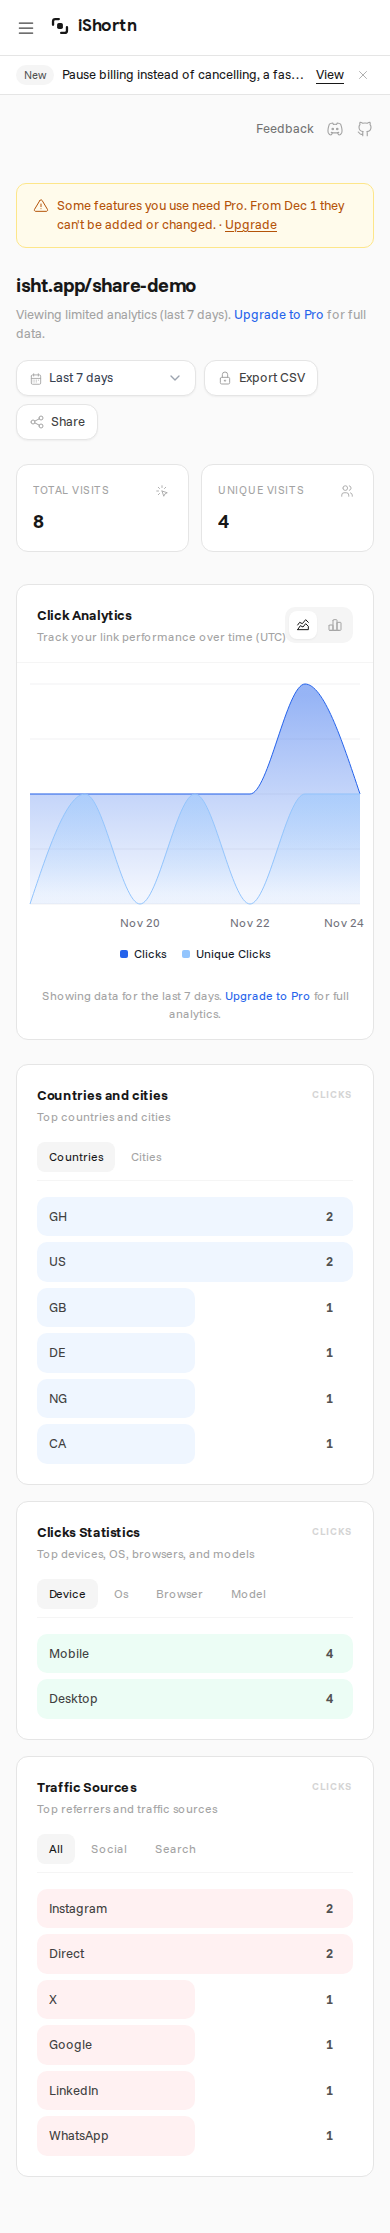 iShortn
New Pause billing instead of cancelling, a fas… View
Feedback
Some features you use need Pro. From Dec 1 they
can't be added or changed. · Upgrade
isht.app/share-demo
Viewing limited analytics (last 7 days). Upgrade to Pro for full
data.
Last 7 days Export CSV
Share
TOTAL VISITS UNIQUE VISITS
8 4
Click Analytics
Track your link performance over time (UTC)
Nov 20 Nov 22 Nov 24
Clicks Unique Clicks
Showing data for the last 7 days. Upgrade to Pro for full
analytics.
Countries and cities CLICKS
Top countries and cities
Countries Cities
GH 2
US 2
GB 1
DE 1
NG 1
CA 1
Clicks Statistics CLICKS
Top devices, OS, browsers, and models
Device Os Browser Model
Mobile 4
Desktop 4
Traffic Sources CLICKS
Top referrers and traffic sources
All Social Search
Instagram 2
Direct 2
X 1
Google 1
LinkedIn 1
WhatsApp 1